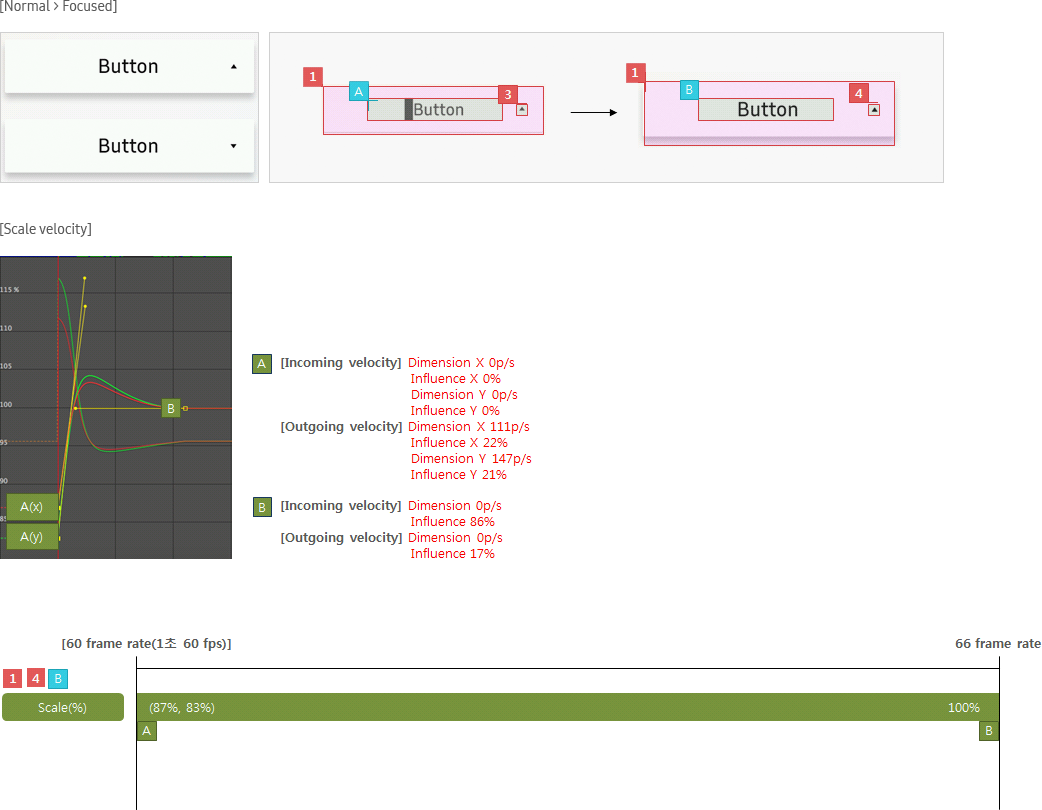 [Normal > Focused]
Button
Button
1
A
3
Button
1
B
4
Button
[Scale velocity]
115 %
110
105
100
95
90
85
B
A(x)
A(y)
A [Incoming velocity] Dimension X 0p/s
Influence X 0%
Dimension Y 0p/s
Influence Y 0%
[Outgoing velocity] Dimension X 111p/s
Influence X 22%
Dimension Y 147p/s
Influence Y 21%
B [Incoming velocity] Dimension 0p/s
Influence 86%
[Outgoing velocity] Dimension 0p/s
Influence 17%
[60 frame rate(1초 60 fps)] 66 frame rate
1 4 B
Scale(%) (87%, 83%) 100%
A B